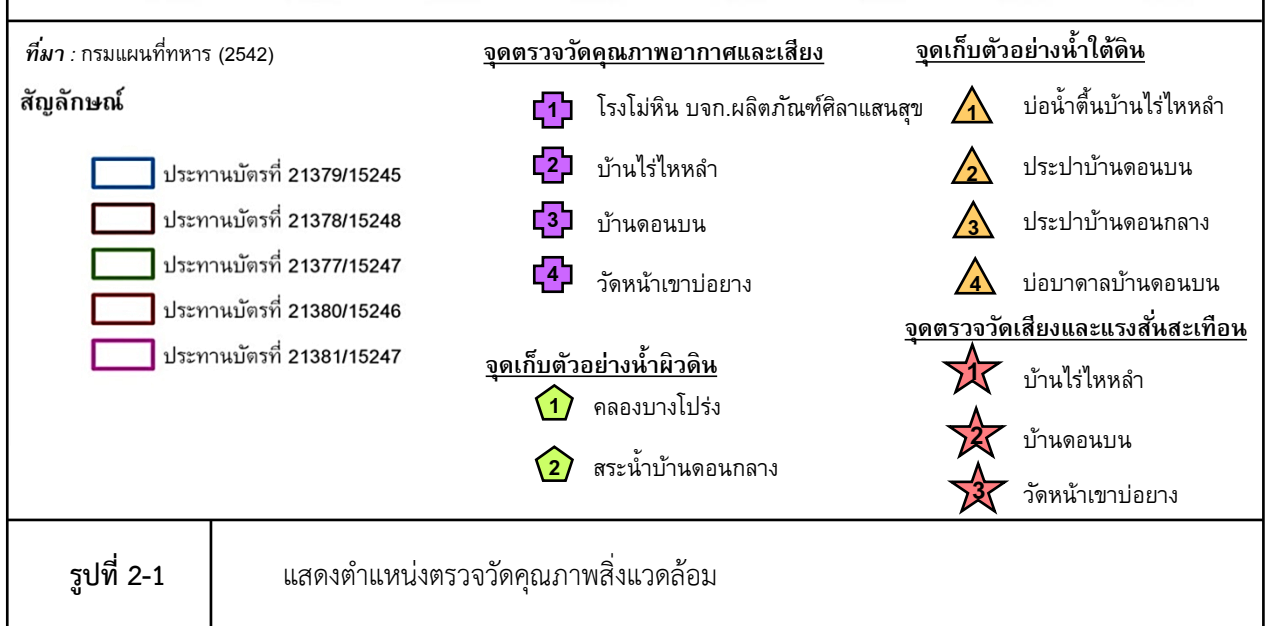 ที่มา : กรมแผนที่ทหาร (2542)
สัญลักษณ์
ประทานบัตรที่ 21379/15245
ประทานบัตรที่ 21378/15248
ประทานบัตรที่ 21377/15247
ประทานบัตรที่ 21380/15246
ประทานบัตรที่ 21381/15247
จุดตรวจวัดคุณภาพอากาศและเสียง
1 โรงโม่หิน บจก.ผลิตภัณฑ์ศิลาแสนสุข
2 บ้านไร่ไหหลำ
3 บ้านดอนบน
4 วัดหน้าเขาบ่อยาง
จุดเก็บตัวอย่างน้ำผิวดิน
1 คลองบางโปร่ง
2 สระน้ำบ้านดอนกลาง
จุดเก็บตัวอย่างน้ำใต้ดิน
1 บ่อน้ำตื้นบ้านไร่ไหหลำ
2 ประปาบ้านดอนบน
3 ประปาบ้านดอนกลาง
4 บ่อบาดาลบ้านดอนบน
จุดตรวจวัดเสียงและแรงสั่นสะเทือน
1 บ้านไร่ไหหลำ
2 บ้านดอนบน
3 วัดหน้าเขาบ่อยาง
รูปที่ 2-1 แสดงตำแหน่งตรวจวัดคุณภาพสิ่งแวดล้อม